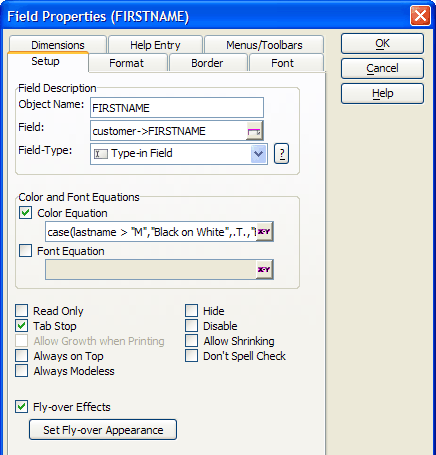 Field Properties (FIRSTNAME)
Dimensions Help Entry Menus/Toolbars
Setup Format Border Font
OK
Cancel
Help
Field Description
Object Name: FIRSTNAME
Field: customer->FIRSTNAME
Field-Type: Type-in Field ?
Color and Font Equations
Color Equation
case(lastname > "M","Black on White",.T.," X-Y
Font Equation
X-Y
Read Only Hide
Tab Stop Disable
Allow Growth when Printing Allow Shrinking
Always on Top Don't Spell Check
Always Modeless
Fly-over Effects
Set Fly-over Appearance